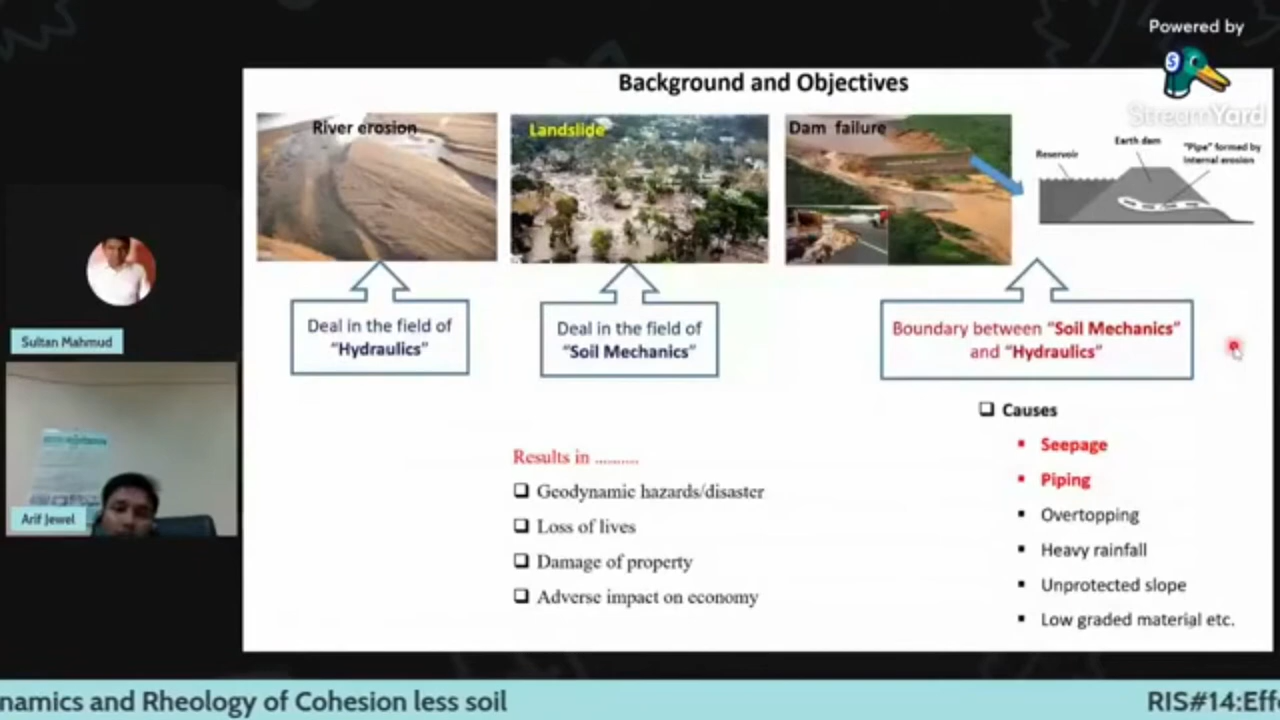 Powered by
StreamYard
Background and Objectives
River erosion
Landslide
Dam failure
Reservoir
Earth dam
"Pipe" formed by
internal erosion
Deal in the field of
"Hydraulics"
Deal in the field of
"Soil Mechanics"
Boundary between "Soil Mechanics"
and "Hydraulics"
Sultan Mahmud
Arif Jewel
Causes
Seepage
Piping
Overtopping
Heavy rainfall
Unprotected slope
Low graded material etc.
Results in ..........
Geodynamic hazards/disaster
Loss of lives
Damage of property
Adverse impact on economy
namics and Rheology of Cohesion less soil
RIS#14:Effe